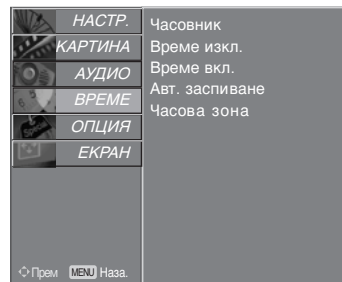 НАСТР.
КАРТИНА
АУДИО
ВРЕМЕ
ОПЦИЯ
ЕКРАН
Часовник
Време изкл.
Време вкл.
Авт. заспиване
Часова зона
Прем MENU Наза.